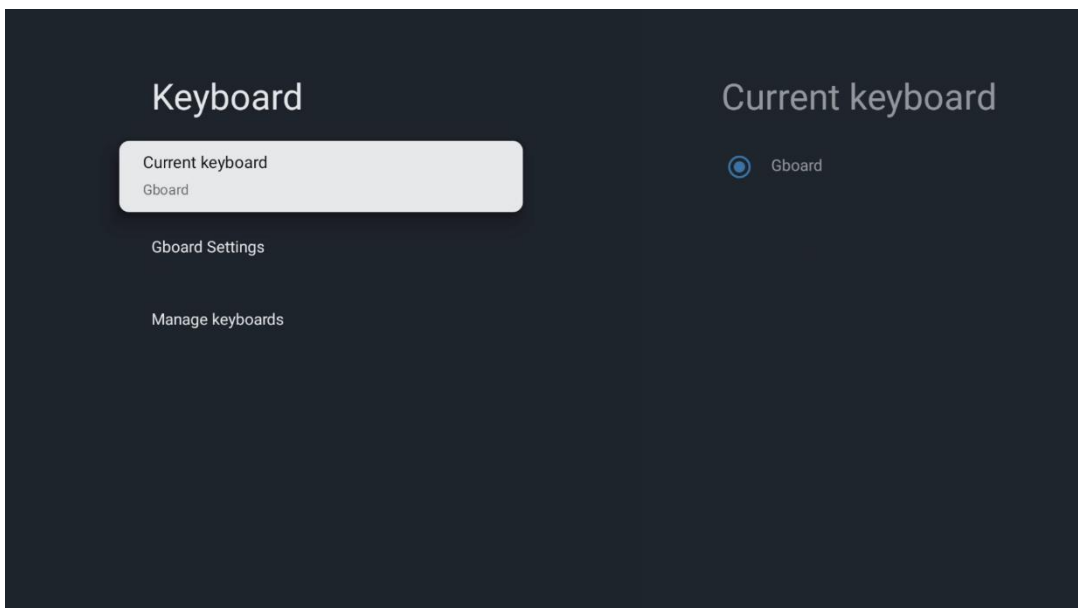 Keyboard
Current keyboard
Gboard
Gboard Settings
Manage keyboards
Current keyboard
Gboard